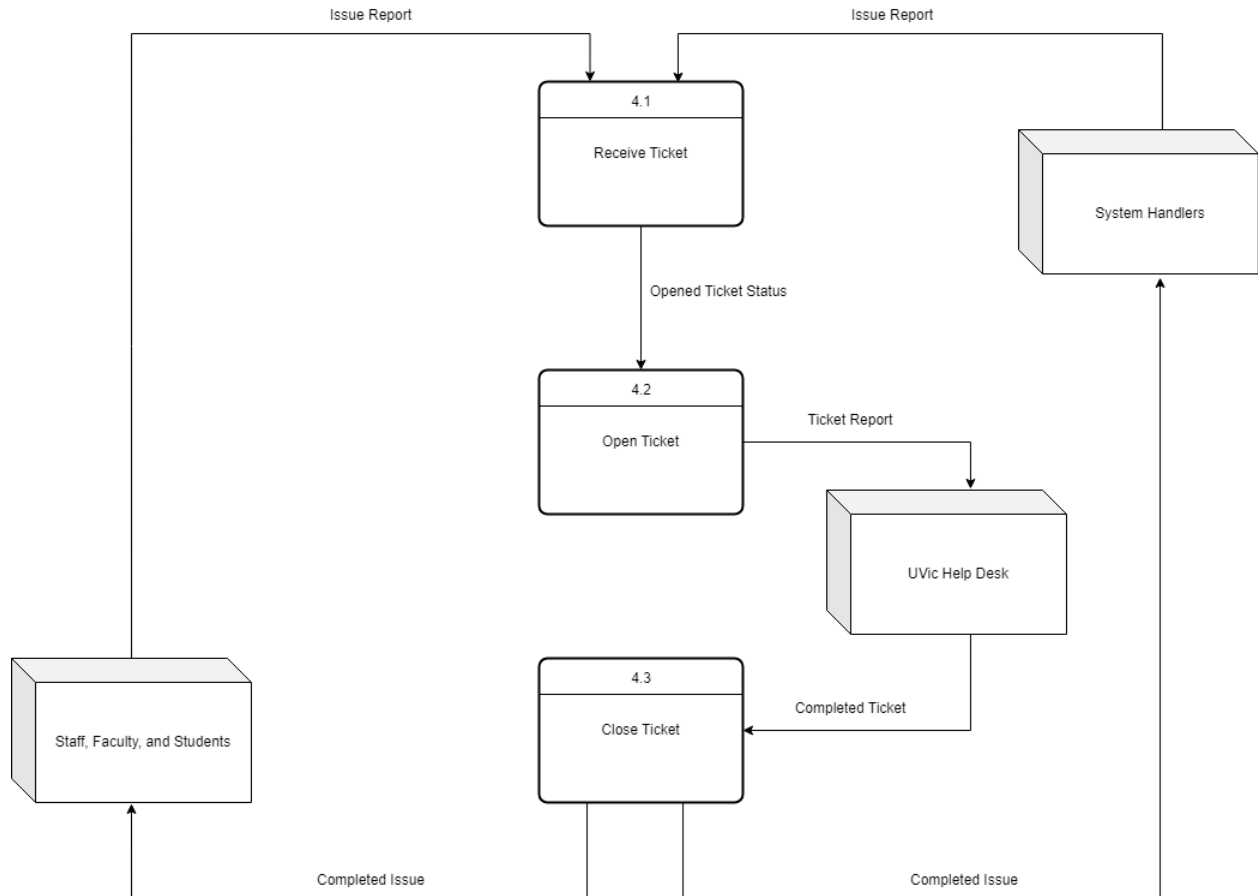 Issue Report
Issue Report
4.1
Receive Ticket
System Handlers
Opened Ticket Status
4.2
Open Ticket
Ticket Report
UVic Help Desk
4.3
Close Ticket
Completed Ticket
Staff, Faculty, and Students
Completed Issue
Completed Issue